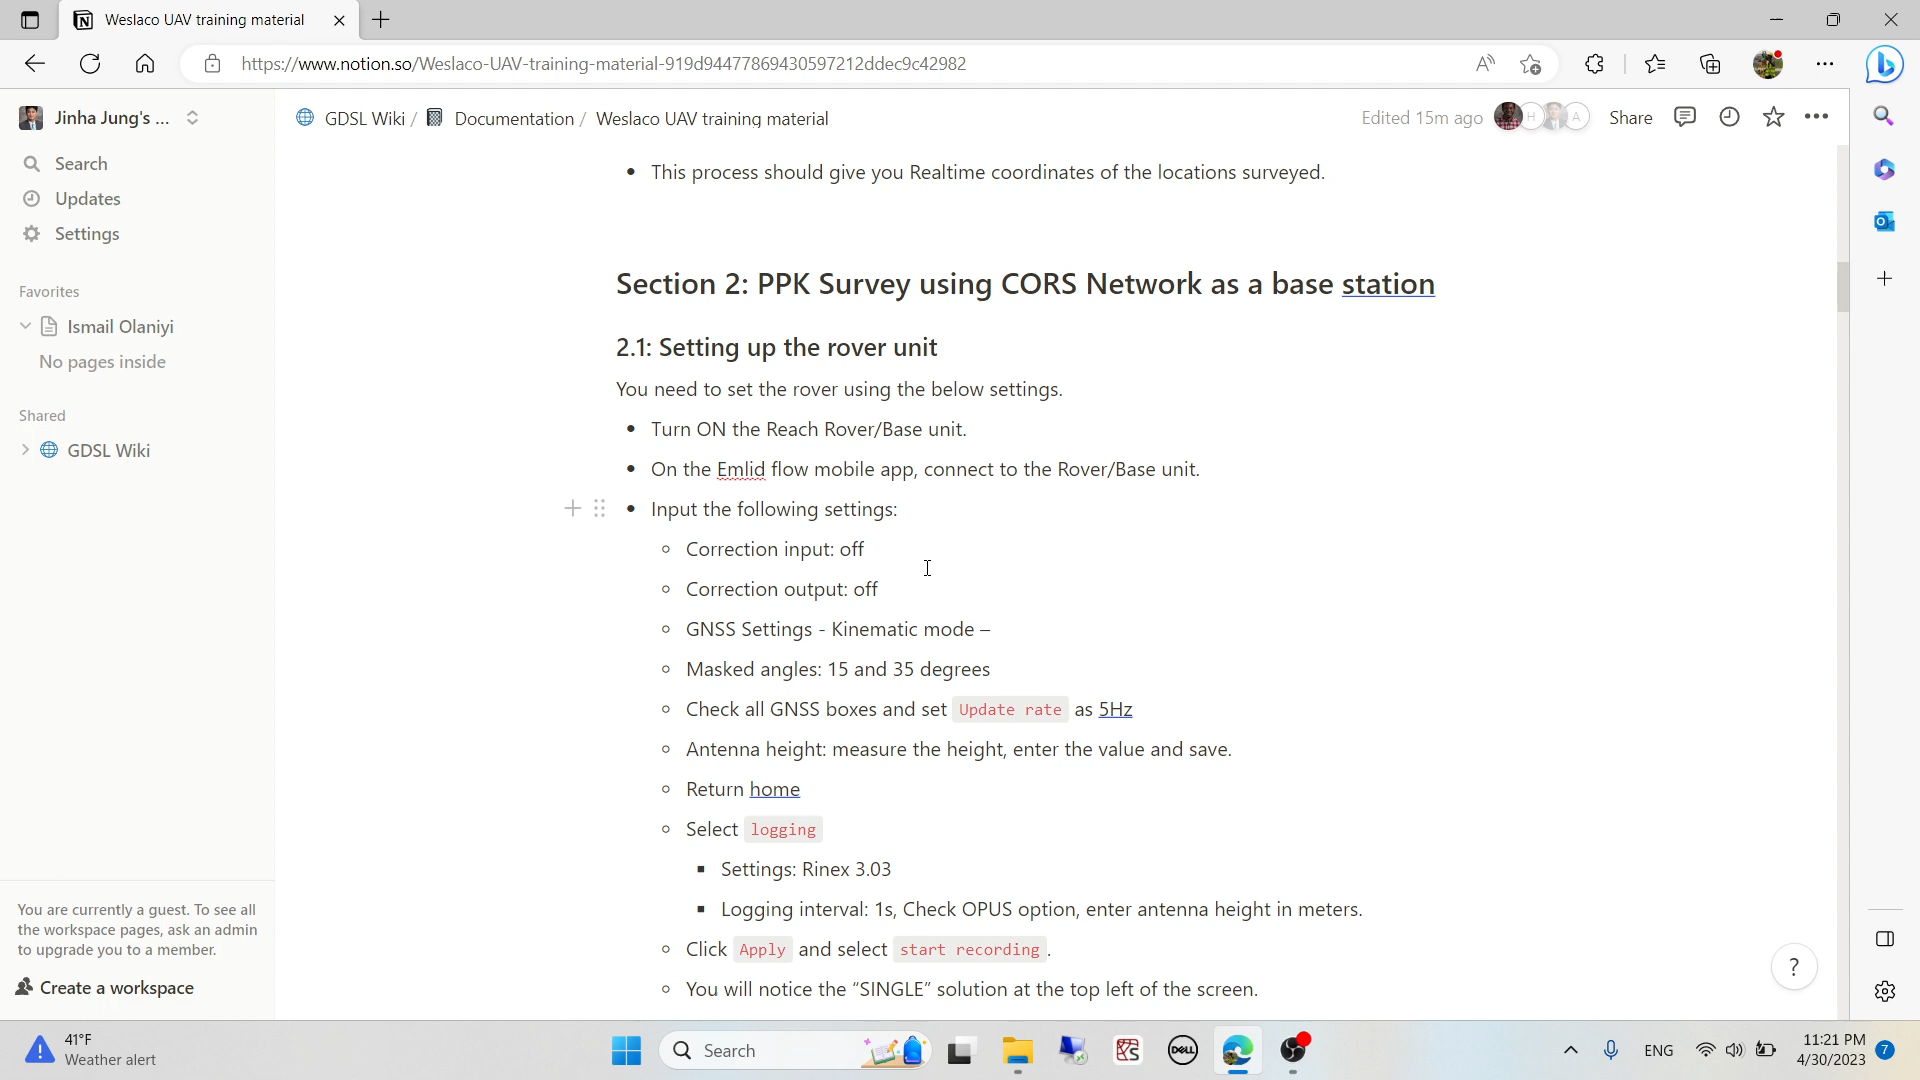 Weslaco UAV training material
https://www.notion.so/Weslaco-UAV-training-material-919d94477869430597212ddec9c42982
Jinha Jung's ...
GDSL Wiki / Documentation / Weslaco UAV training material
Edited 15m ago
H
A
Share
Search
Updates
Settings
Favorites
Ismail Olaniyi
No pages inside
Shared
GDSL Wiki
You are currently a guest. To see all
the workspace pages, ask an admin
to upgrade you to a member.
Create a workspace
• This process should give you Realtime coordinates of the locations surveyed.
Section 2: PPK Survey using CORS Network as a base station
2.1: Setting up the rover unit
You need to set the rover using the below settings.
• Turn ON the Reach Rover/Base unit.
• On the Emlid flow mobile app, connect to the Rover/Base unit.
• Input the following settings:
◦ Correction input: off
◦ Correction output: off
◦ GNSS Settings - Kinematic mode –
◦ Masked angles: 15 and 35 degrees
◦ Check all GNSS boxes and set Update rate as 5Hz
◦ Antenna height: measure the height, enter the value and save.
◦ Return home
◦ Select logging
▪ Settings: Rinex 3.03
▪ Logging interval: 1s, Check OPUS option, enter antenna height in meters.
◦ Click Apply and select start recording.
◦ You will notice the “SINGLE” solution at the top left of the screen.
?
41°F
Weather alert
Search
DELL
ENG
11:21 PM
4/30/2023
7